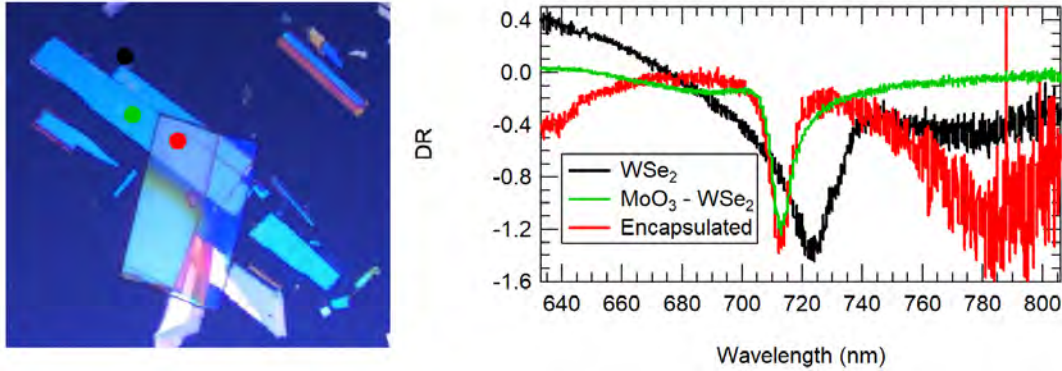 0.4
0.0
-0.4
-0.8
-1.2
-1.6
DR
WSe₂
MoO₃ - WSe₂
Encapsulated
640 660 680 700 720 740 760 780 800
Wavelength (nm)